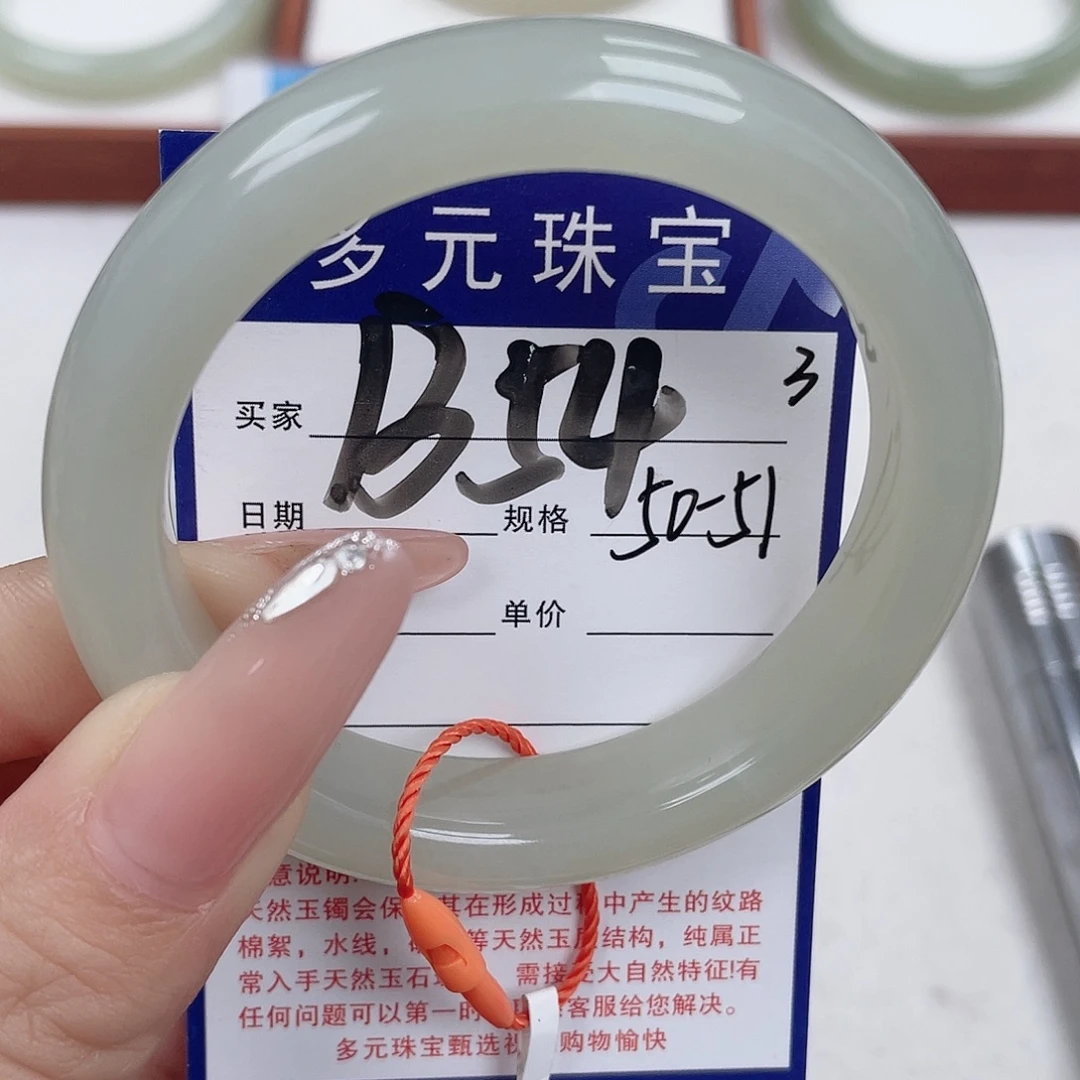 多元珠宝
3
买家 B54
日期 规格 50-51
单价
意说明
天然玉镯会保 其在形成过 中产生的纹路
棉絮，水线， 等天然玉 结构，纯属正
常入手天然玉石 需接受大自然特征!有
任何问题可以第一时 客服给您解决。
多元珠宝甄选 购物愉快